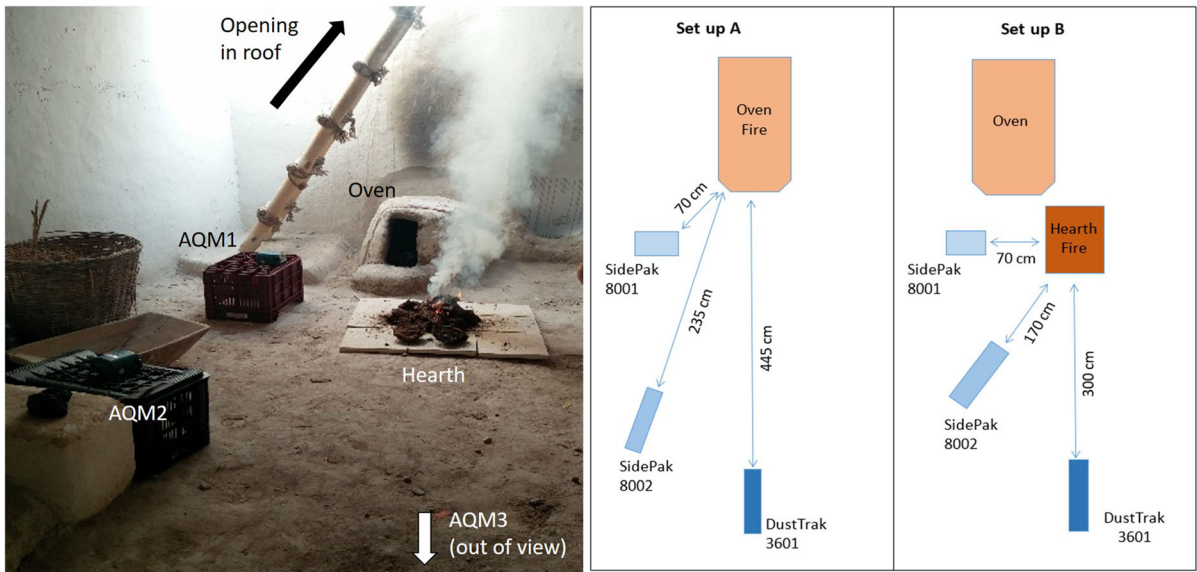 Opening
in roof
Oven
AQM1
Hearth
AQM2
AQM3
(out of view)
Set up A
Oven
Fire
70 cm
SidePak
8001
235 cm
445 cm
SidePak
8002
DustTrak
3601
Set up B
Oven
Hearth
Fire
SidePak
8001
70 cm
170 cm
300 cm
SidePak
8002
DustTrak
3601